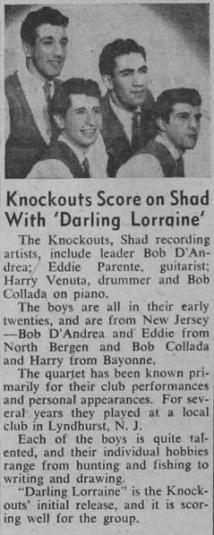 Knockouts Score on Shad
With 'Darling Lorraine'
The Knockouts, Shad recording
artists, include leader Bob D'An-
drea; Eddie Parente, guitarist;
Harry Venuta, drummer and Bob
Collada on piano.
The boys are all in their early
twenties, and are from New Jersey
—Bob D'Andrea and Eddie from
North Bergen and Bob Collada
and Harry from Bayonne.
The quartet has been known pri-
marily for their club performances
and personal appearances. For sev-
eral years they played at a local
club in Lyndhurst, N. J.
Each of the boys is quite tal-
ented, and their individual hobbies
range from hunting and fishing to
writing and drawing.
"Darling Lorraine" is the Knock-
outs' initial release, and it is scor-
ing well for the group.